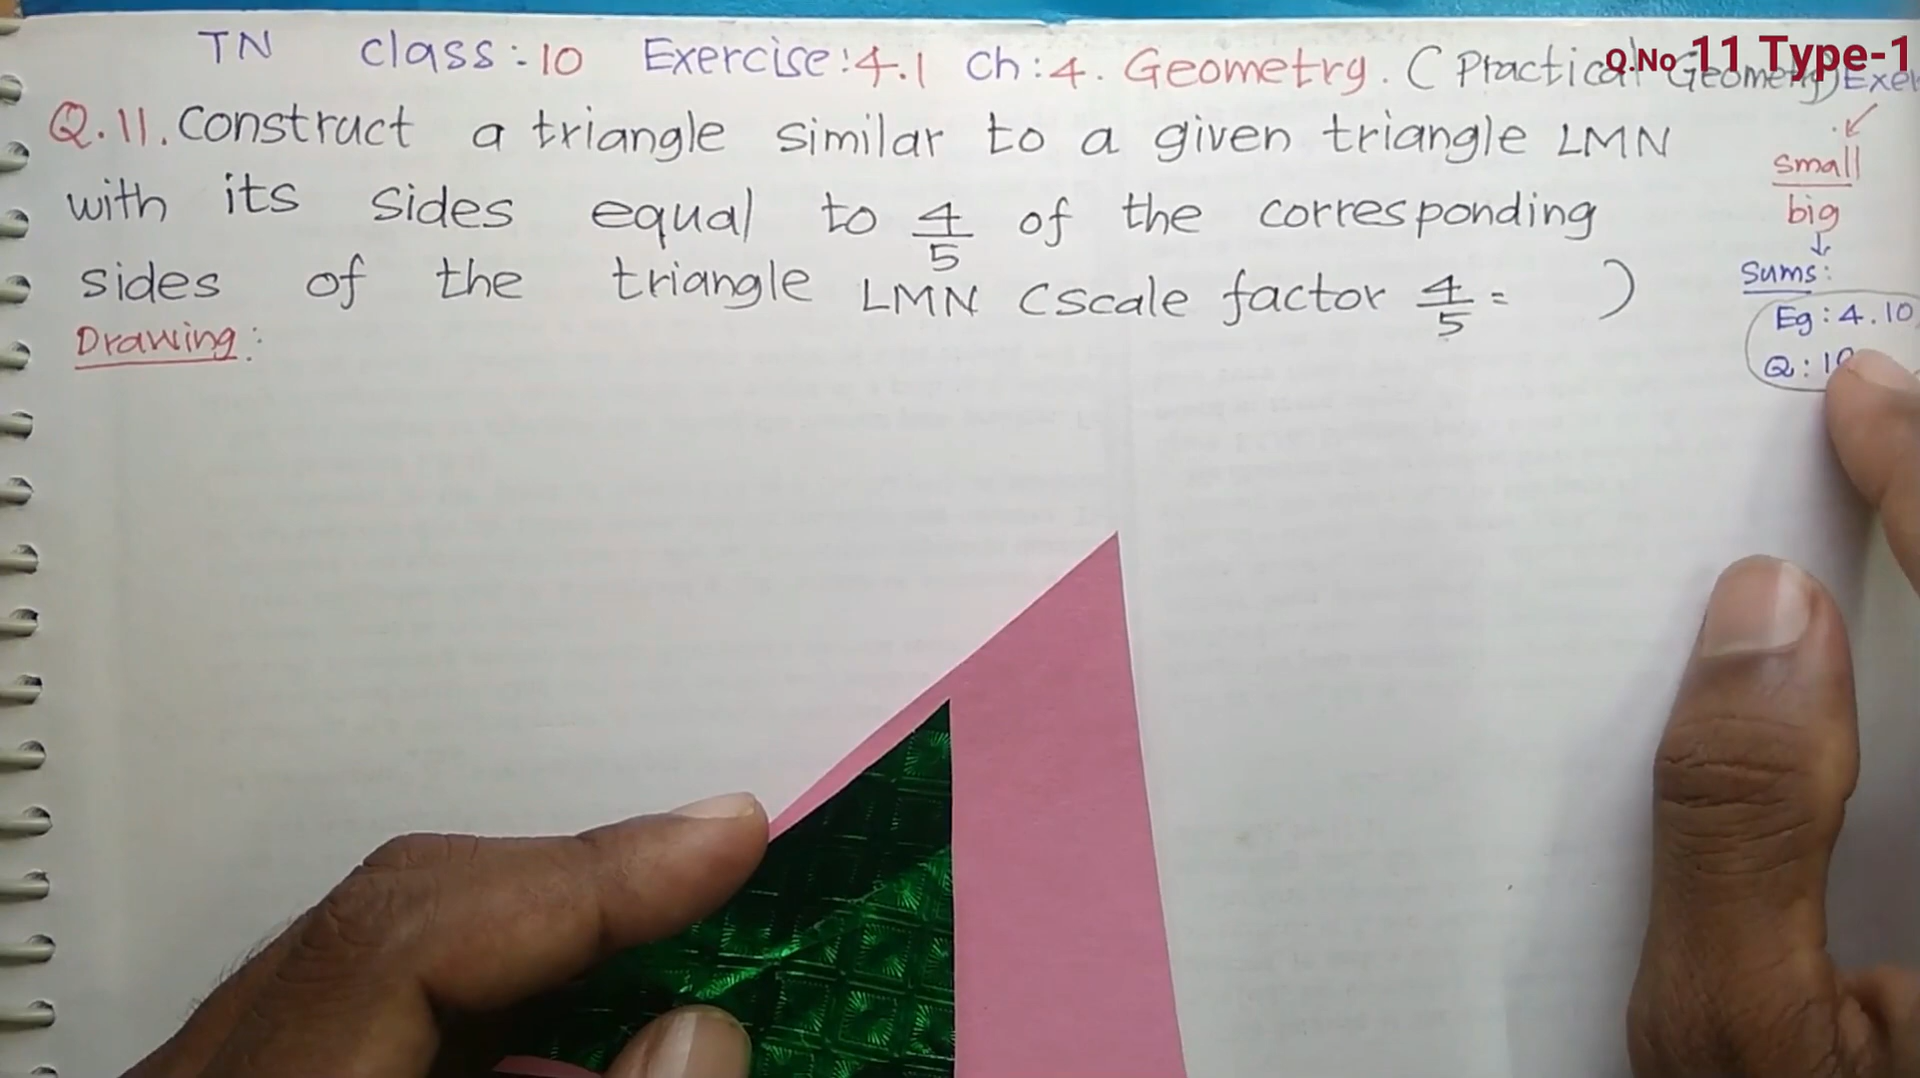 TN class:10 Exercise:4.1 Ch:4. Geometry. (Practical Geometry)
Q.No 11 Type-1
Q.11. Construct a triangle similar to a given triangle LMN
with its sides equal to 4/5 of the corresponding
sides of the triangle LMN (scale factor 4/5 = )
Drawing:
small
big
Sums:
Eg: 4.10
Q: 10